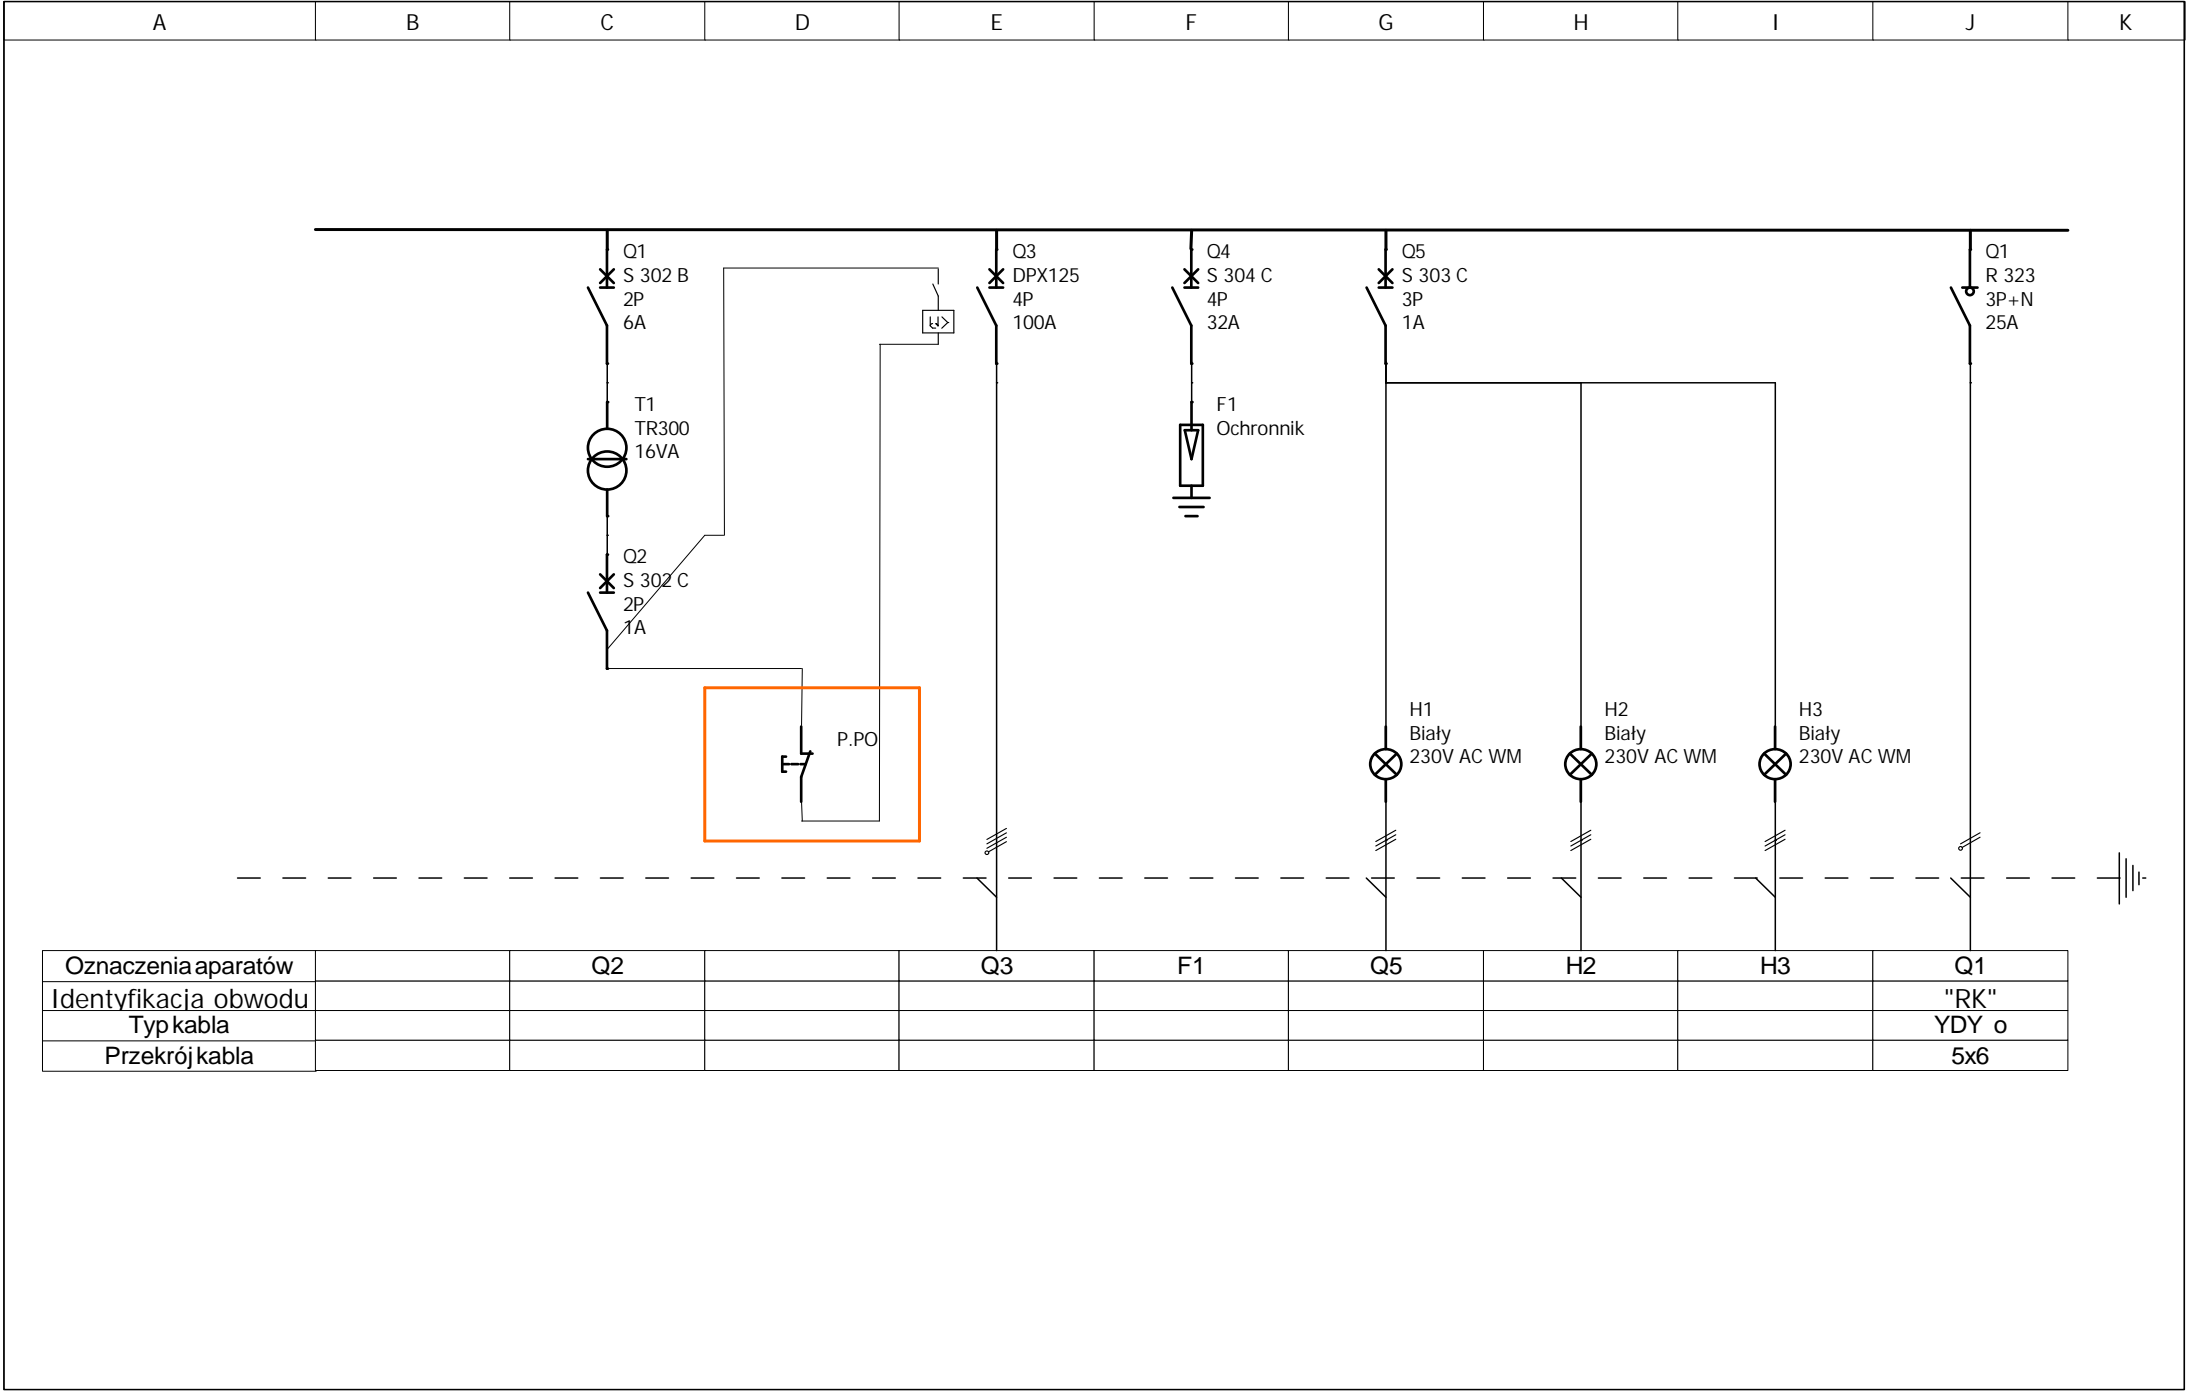 A B C D E F G H I J K
Q1
S 302 B
2P
6A
Q3
DPX125
4P
100A
Q4
S 304 C
4P
32A
Q5
S 303 C
3P
1A
Q1
R 323
3P+N
25A
U>
T1
TR300
16VA
F1
Ochronnik
Q2
S 302 C
2P
1A
P.PO
H1
Biały
230V AC WM
H2
Biały
230V AC WM
H3
Biały
230V AC WM
Oznaczenia aparatów Q2 Q3 F1 Q5 H2 H3 Q1
Identyfikacja obwodu "RK"
Typ kabla YDY o
Przekrój kabla 5x6